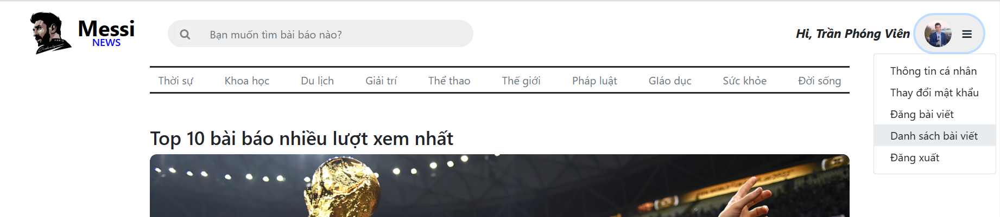 Messi
NEWS
Bạn muốn tìm bài báo nào?
Hi, Trần Phóng Viên
Thời sự Khoa học Du lịch Giải trí Thể thao Thế giới Pháp luật Gláo dục Sức khỏe Đời sống
Thông tin cá nhân
Thay đổi mật khẩu
Đăng bài viết
Danh sách bài viết
Đăng xuất
Top 10 bài báo nhiều lượt xem nhất